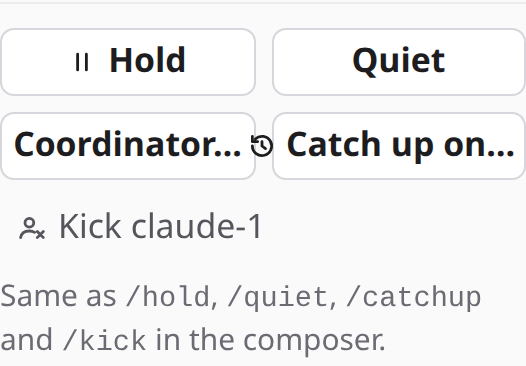 Hold Quiet
Coordinator... Catch up on...
Kick claude-1
Same as /hold, /quiet, /catchup
and /kick in the composer.